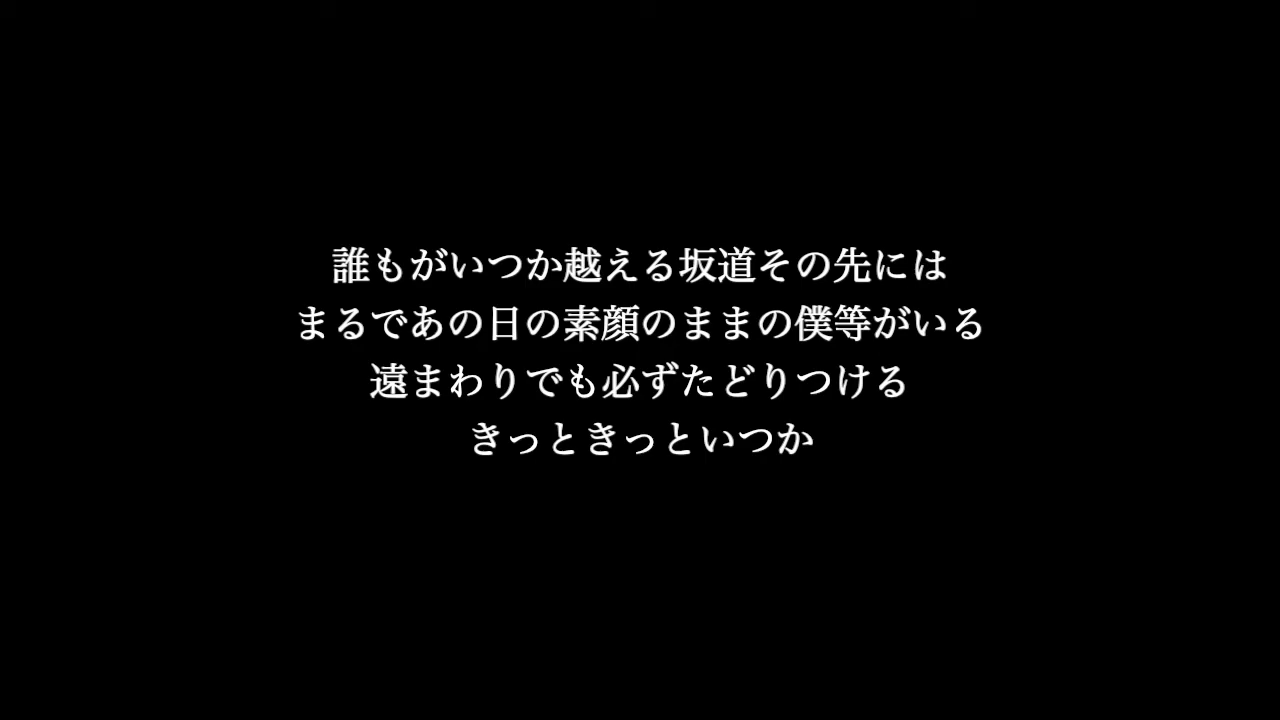 誰もがいつか越える坂道その先には
まるであの日の素顔のままの僕等がいる
遠まわりでも必ずたどりつける
きっときっといつか